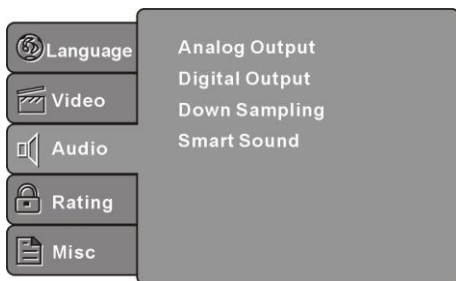 Language
Video
Audio
Rating
Misc
Analog Output
Digital Output
Down Sampling
Smart Sound